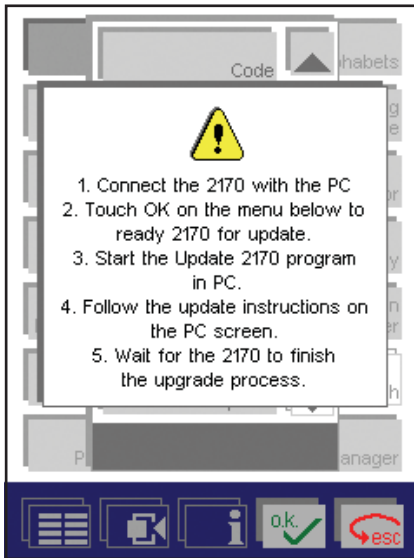 Code
habets
g
e
1. Connect the 2170 with the PC
2. Touch OK on the menu below to
ready 2170 for update.
3. Start the Update 2170 program
in PC.
4. Follow the update instructions on
the PC screen.
5. Wait for the 2170 to finish
the upgrade process.
or
y
n
er
h
P
anager
i
o.k.
esc